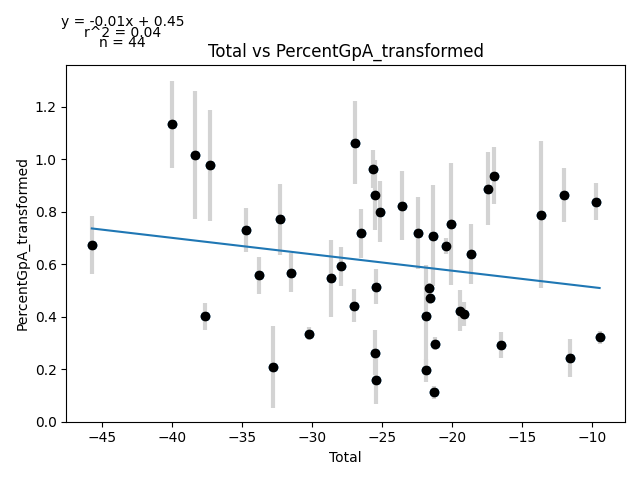 y = -0.01x + 0.45
r^2 = 0.04
n = 44
Total vs PercentGpA_transformed
PercentGpA_transformed
1.2
1.0
0.8
0.6
0.4
0.2
0.0
−45
−40
−35
−30
−25
−20
−15
−10
Total